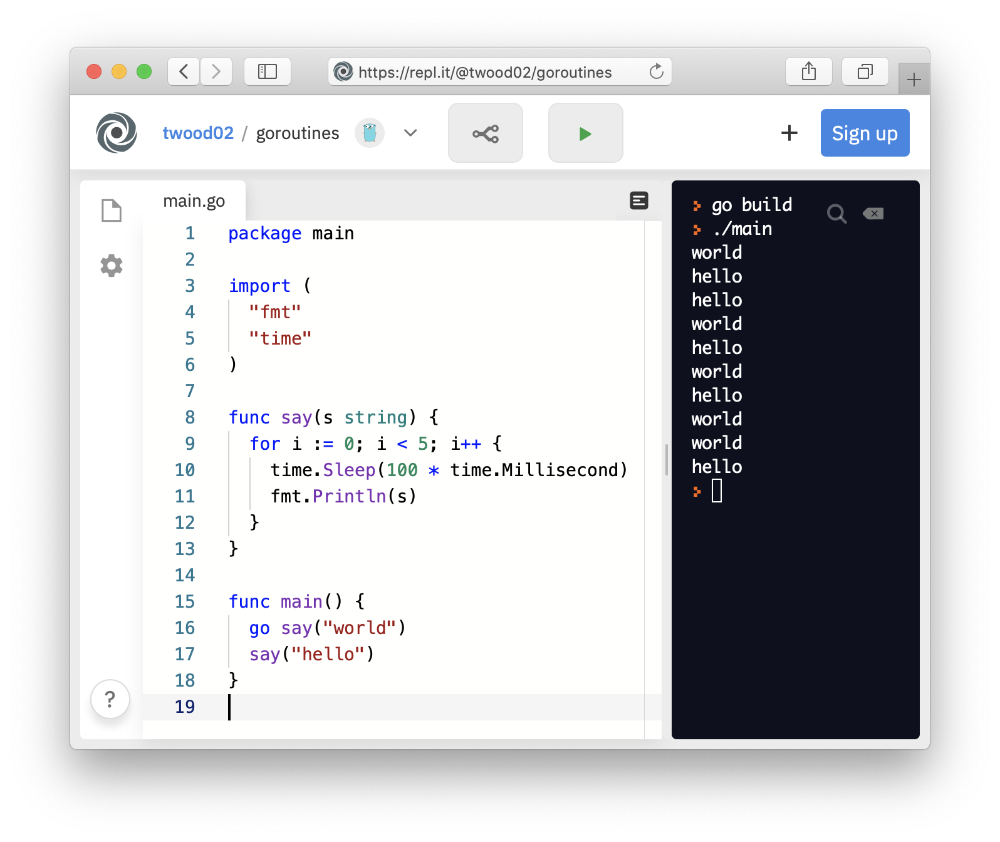 https://repl.it/@twood02/goroutines
twood02 / goroutines
Sign up
main.go
1 package main
2
3 import (
4   "fmt"
5   "time"
6 )
7
8 func say(s string) {
9   for i := 0; i < 5; i++ {
10     time.Sleep(100 * time.Millisecond)
11     fmt.Println(s)
12   }
13 }
14
15 func main() {
16   go say("world")
17   say("hello")
18 }
19
?
go build
./main
world
hello
hello
world
hello
world
hello
world
world
hello